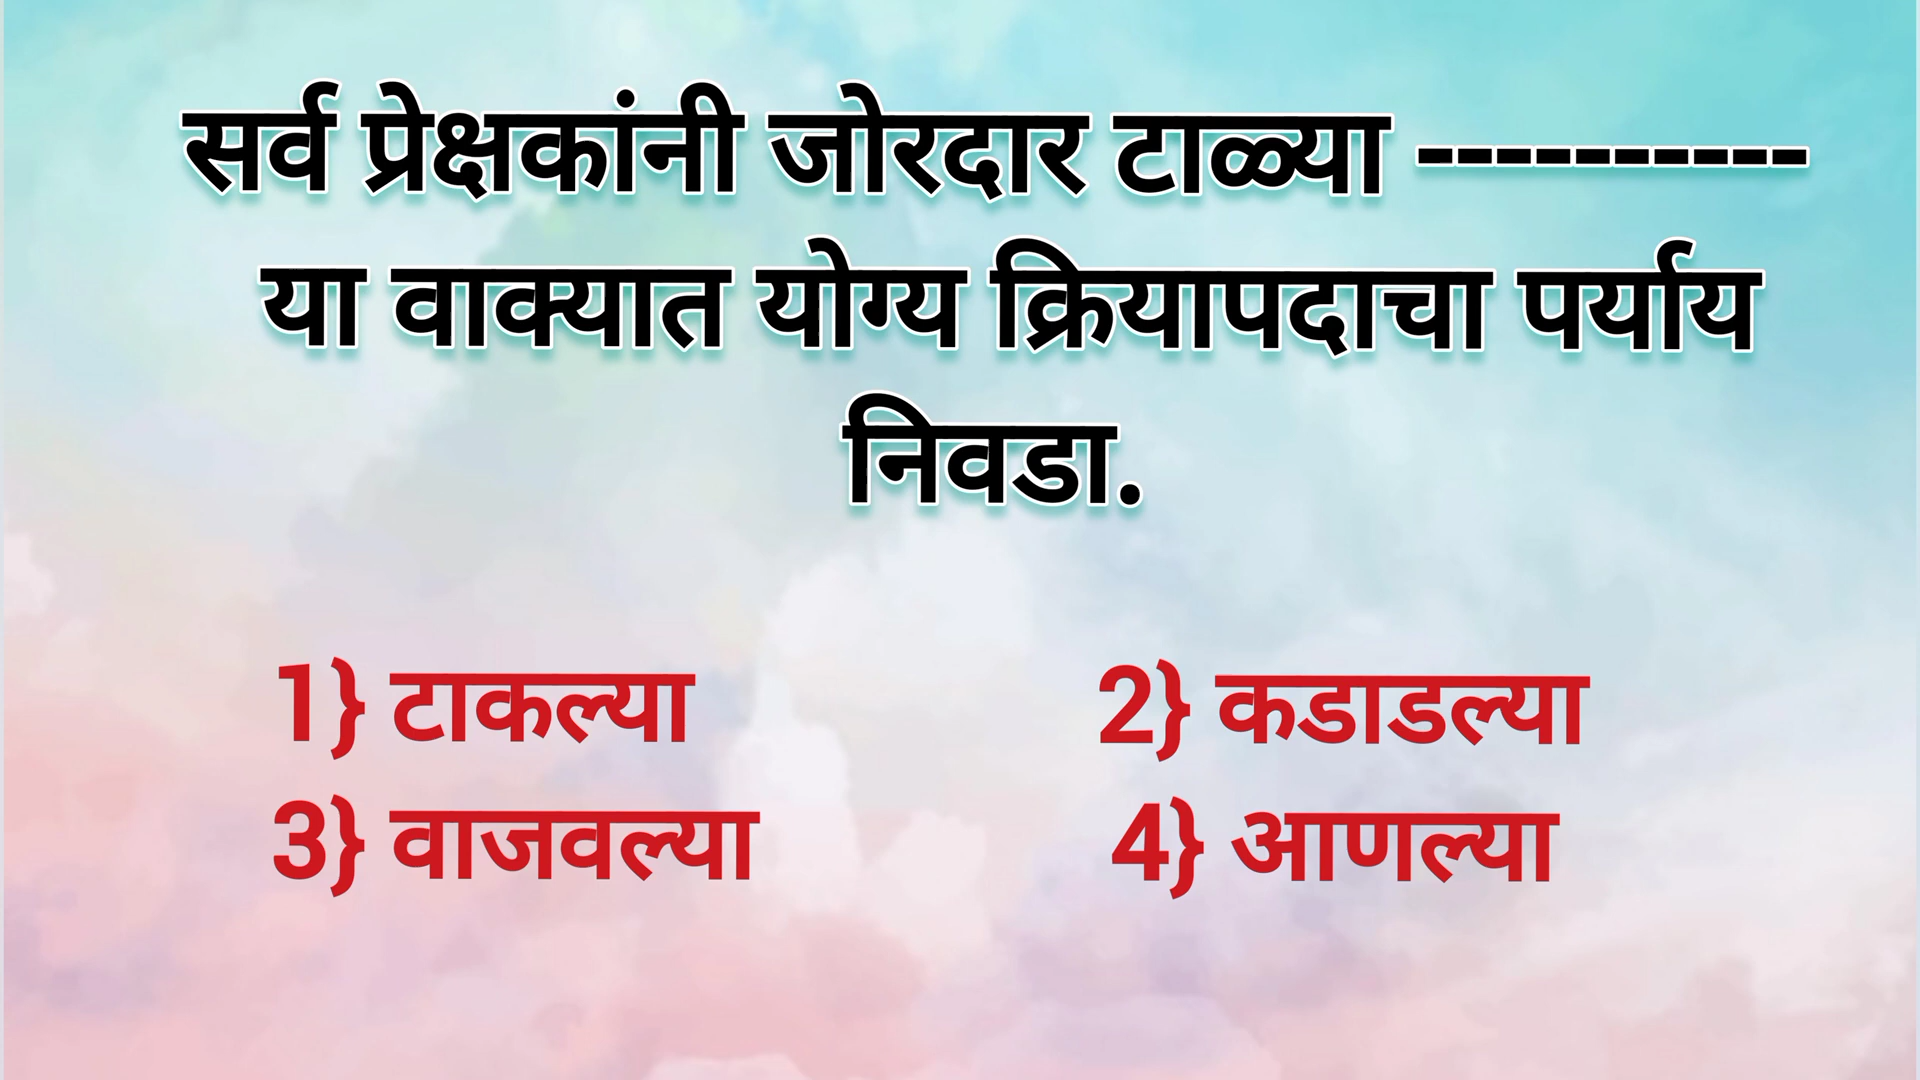 सर्व प्रेक्षकांनी जोरदार टाळ्या ----------
या वाक्यात योग्य क्रियापदाचा पर्याय
निवडा.
1} टाकल्या 2} कडाडल्या
3} वाजवल्या 4} आणल्या